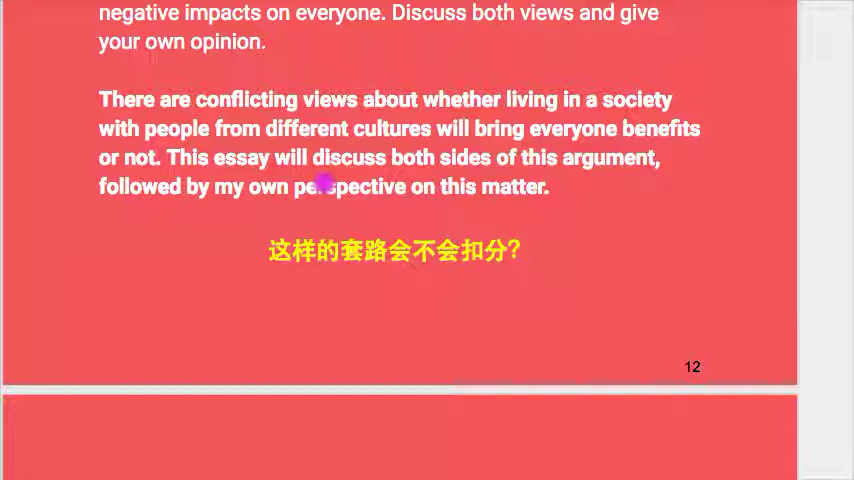 negative impacts on everyone. Discuss both views and give
your own opinion.
There are conflicting views about whether living in a society
with people from different cultures will bring everyone benefits
or not. This essay will discuss both sides of this argument,
followed by my own perspective on this matter.
这样的套路会不会扣分?
12